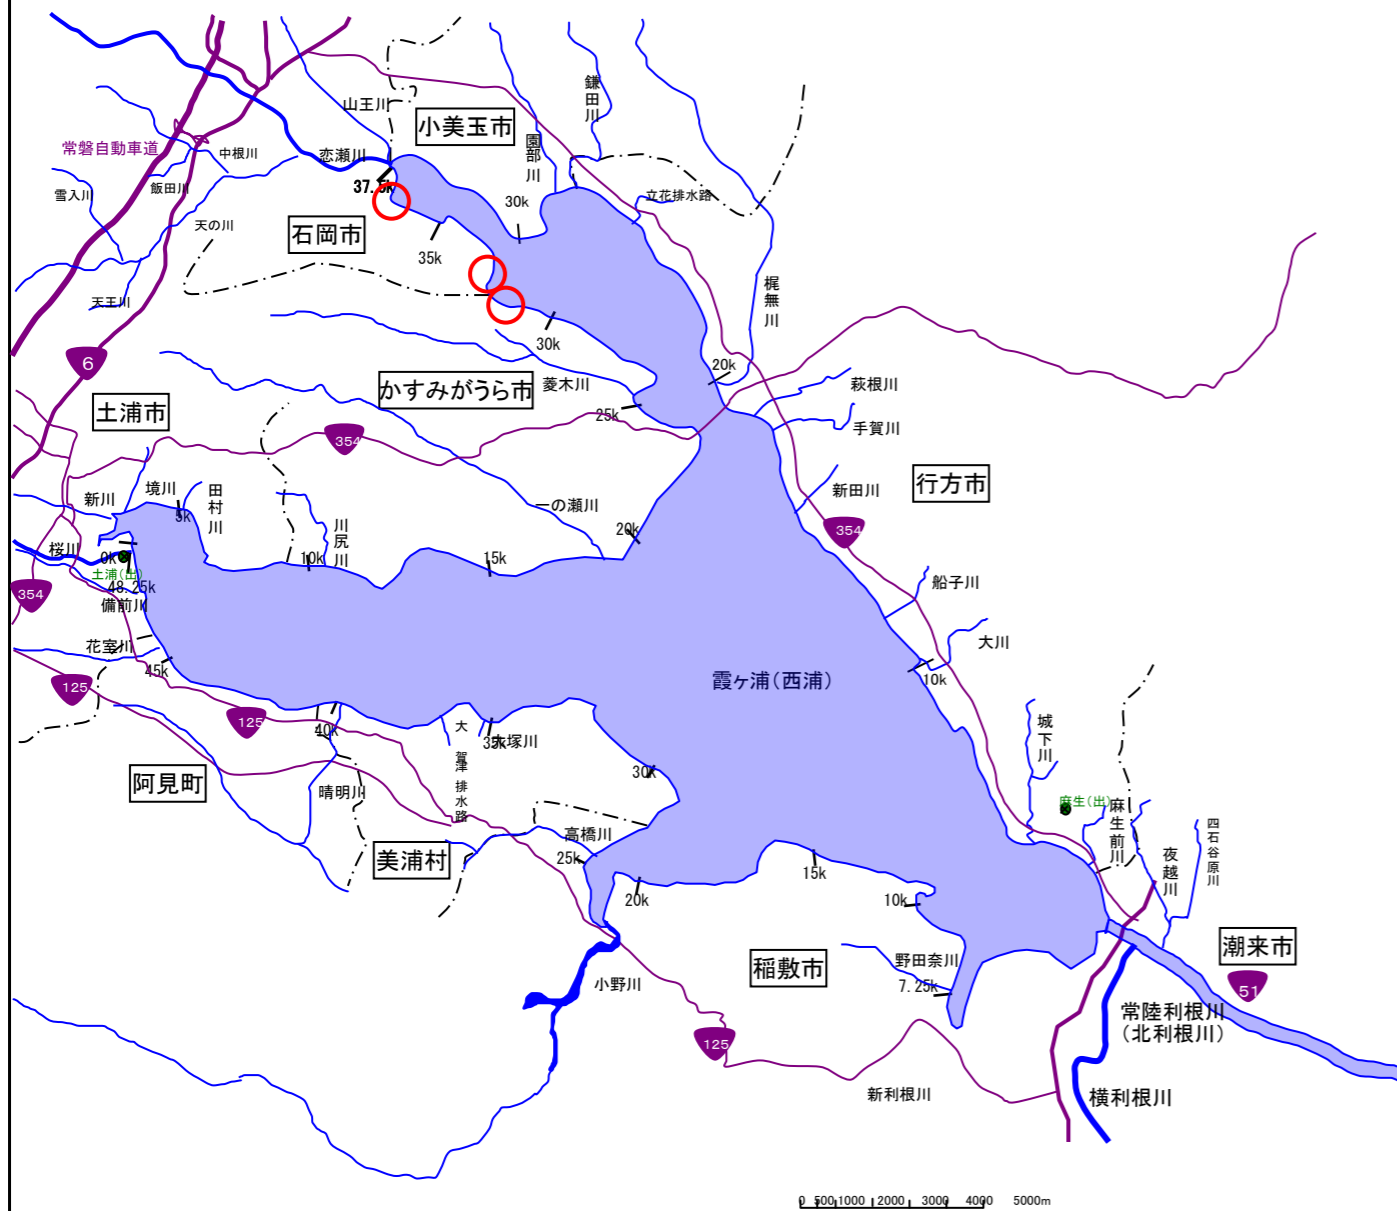 鎌田川
山王川
小美玉市
園部川
常磐自動車道
中根川
恋瀬川
37.5k
飯田川
雪入川
立花排水路
30k
天の川
石岡市
35k
天王川
梶無川
30k
6
20k
菱木川
かすみがうら市
萩根川
土浦市
25k
手賀川
354
行方市
新田川
境川
田村川
新川
5k
一の瀬川
川尻川
20k
354
桜川
0k
10k
15k
土浦(出)
48.25k
354
備前川
船子川
花室川
大川
45k
霞ヶ浦(西浦)
10k
125
125
40k
大塚川
35k
大賀津排水路
城下川
30k
阿見町
晴明川
麻生(出)
麻生前川
四石谷原川
高橋川
美浦村
25k
15k
夜越川
20k
10k
稲敷市
野田奈川
潮来市
7.25k
小野川
51
常陸利根川
(北利根川)
125
新利根川
横利根川
0 500 1000 2000 3000 4000 5000m